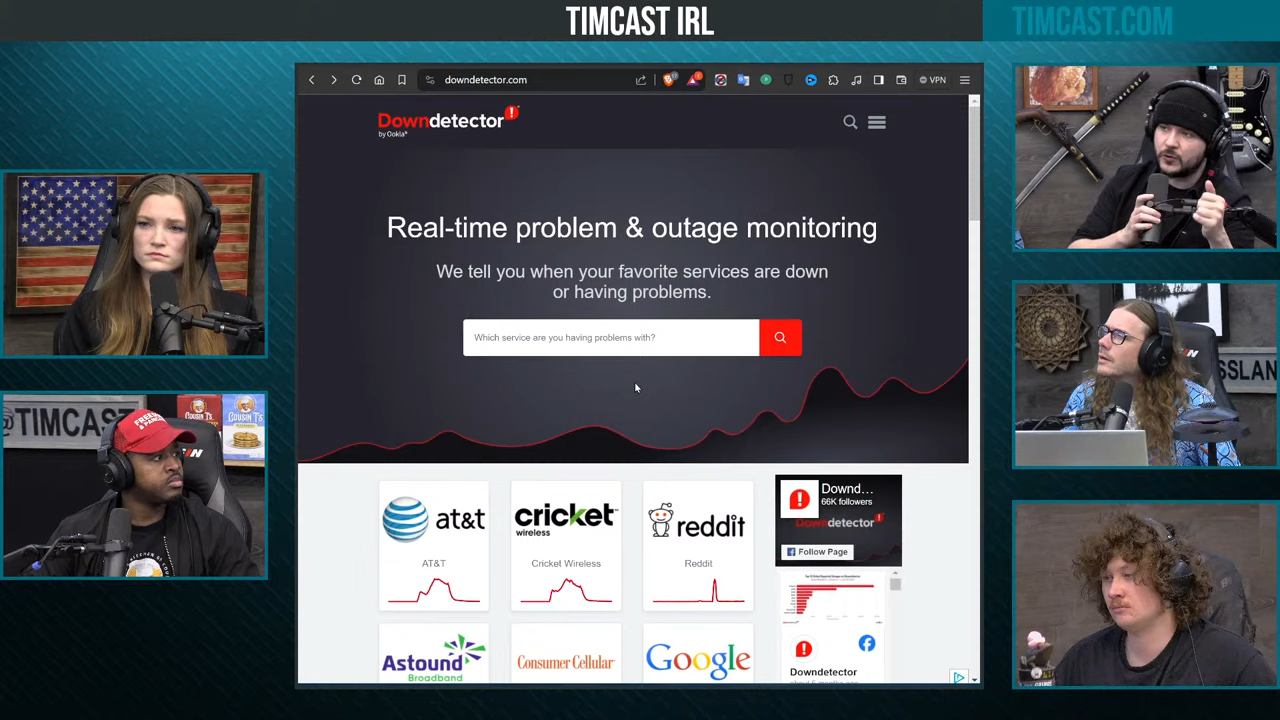 TIMCAST IRL
TIMCAST.COM
downdetector.com
VPN
Downdetector
by Ookla
Real-time problem & outage monitoring
We tell you when your favorite services are down
or having problems.
Which service are you having problems with?
at&t
AT&T
cricket
wireless
Cricket Wireless
reddit
Reddit
Downd...
66K followers
Downdetector
Follow Page
Astound
Broadband
Consumer Cellular
Google
Downdetector
@TIMCAST
COUSIN T'S
COUSIN T'S